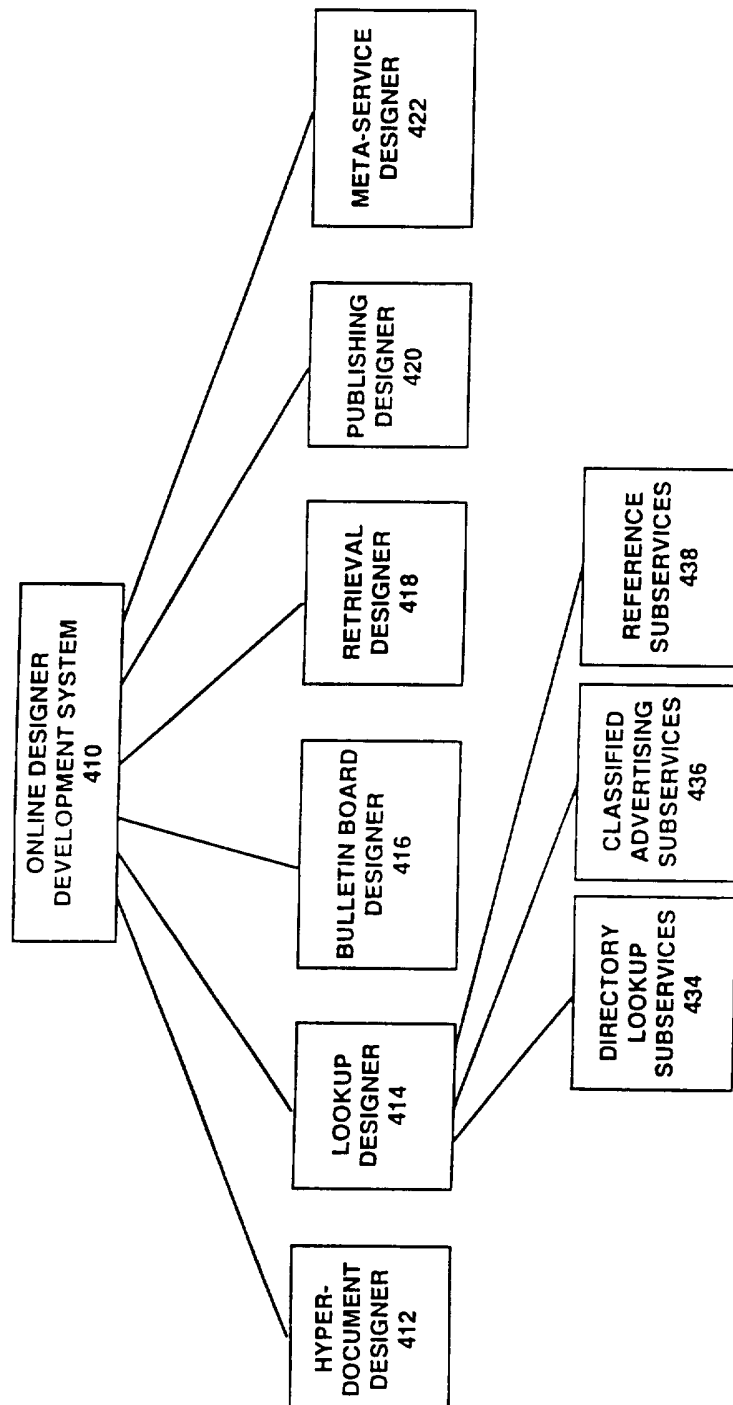 ONLINE DESIGNER
DEVELOPMENT SYSTEM
410
HYPER-
DOCUMENT
DESIGNER
412
LOOKUP
DESIGNER
414
BULLETIN BOARD
DESIGNER
416
RETRIEVAL
DESIGNER
418
PUBLISHING
DESIGNER
420
META-SERVICE
DESIGNER
422
DIRECTORY
LOOKUP
SUBSERVICES
434
CLASSIFIED
ADVERTISING
SUBSERVICES
436
REFERENCE
SUBSERVICES
438